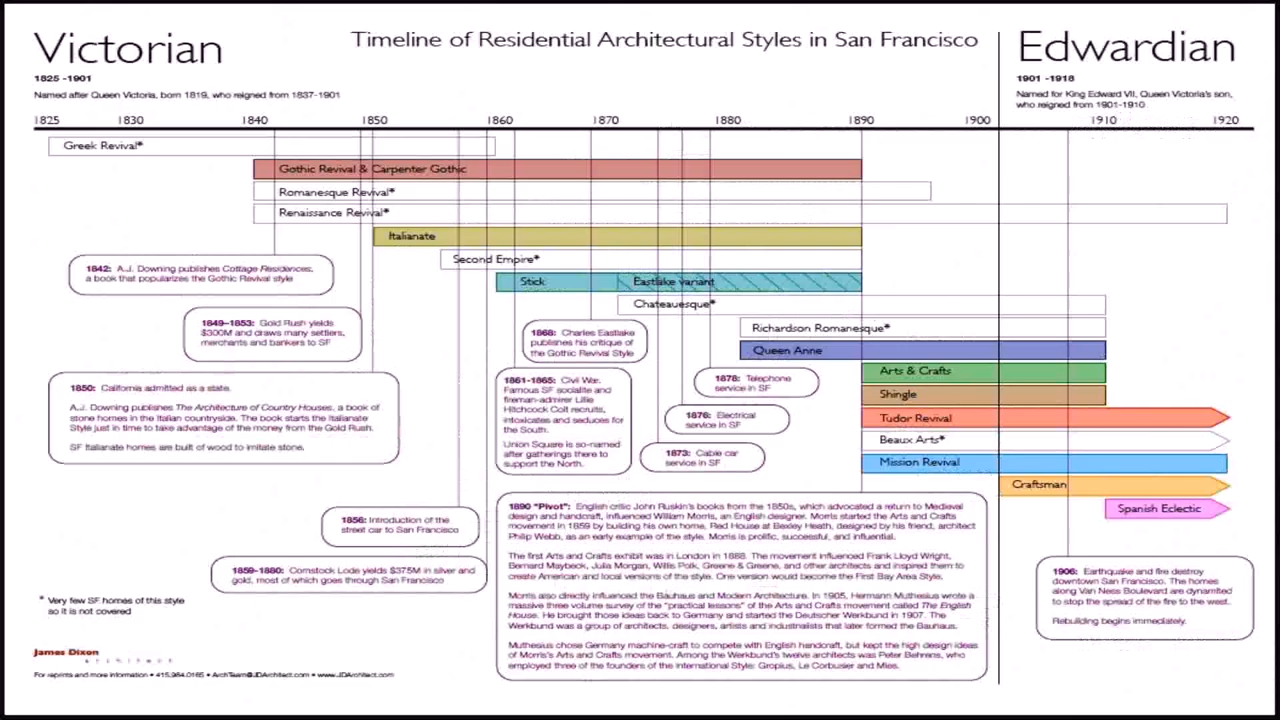 Victorian
Timeline of Residential Architectural Styles in San Francisco
Edwardian
1825 -1901
Named after Queen Victoria, born 1819, who reigned from 1837-1901
1901 -1918
Named for King Edward VII, Queen Victoria's son,
who reigned from 1901-1910
1825 1830 1840 1850 1860 1870 1880 1890 1900 1910 1920
Greek Revival*
Gothic Revival & Carpenter Gothic
Romanesque Revival*
Renaissance Revival*
Italianate
Second Empire*
Stick
Eastlake variant
Chateauesque*
Richardson Romanesque*
Queen Anne
Arts & Crafts
Shingle
Tudor Revival
Beaux Arts*
Mission Revival
Craftsman
Spanish Eclectic
1842: A.J. Downing publishes Cottage Residences,
a book that popularizes the Gothic Revival style
1849–1853: Gold Rush yields
$300M and draws many settlers,
merchants and bankers to SF
1850: California admitted as a state.
A.J. Downing publishes The Architecture of Country Houses, a book of
stone homes in the Italian countryside. The book starts the Italianate
Style just in time to take advantage of the money from the Gold Rush.
SF Italianate homes are built of wood to imitate stone.
1856: Introduction of the
street car to San Francisco
1859-1880: Comstock Lode yields $375M in silver and
gold, most of which goes through San Francisco
1868: Charles Eastlake
publishes his critique of
the Gothic Revival Style
1861-1865: Civil War.
Famous SF socialite and
fireman-admirer Lillie
Hitchcock Coit recruits,
intoxicates and seduces for
the South.
Union Square is so-named
after gatherings there to
support the North.
1878: Telephone
service in SF
1876: Electrical
service in SF
1873: Cable car
service in SF
1890 "Pivot": English critic John Ruskin's books from the 1850s, which advocated a return to Medieval
design and handcraft, influenced William Morris, an English designer. Morris started the Arts and Crafts
movement in 1859 by building his own home, Red House at Bexley Heath, designed by his friend, architect
Philip Webb, as an early example of the style. Morris is prolific, successful, and influential.
The first Arts and Crafts exhibit was in London in 1888. The movement influenced Frank Lloyd Wright,
Bernard Maybeck, Julia Morgan, Willis Polk, Greene & Greene, and other architects and inspired them to
create American and local versions of the style. One version would become the First Bay Area Style.
Morris also directly influenced the Bauhaus and Modern Architecture. In 1905, Hermann Muthesius wrote a
massive three volume survey of the "practical lessons" of the Arts and Crafts movement called The English
House. He brought those ideas back to Germany and started the Deutscher Werkbund in 1907. The
Werkbund was a group of architects, designers, artists and industrialists that later formed the Bauhaus.
Muthesius chose Germany machine-craft to compete with English handcraft, but kept the high design ideas
of Morris's Arts and Crafts movement. Among the Werkbund's twelve architects was Peter Behrens, who
employed three of the founders of the International Style: Gropius, Le Corbusier and Mies.
1906: Earthquake and fire destroy
downtown San Francisco. The homes
along Van Ness Boulevard are dynamited
to stop the spread of the fire to the west.
Rebuilding begins immediately.
* Very few SF homes of this style
so it is not covered
James Dixon
architect
For reprints and more information • 415.984.0165 • ArchTeam@JDArchitect.com • www.JDArchitect.com